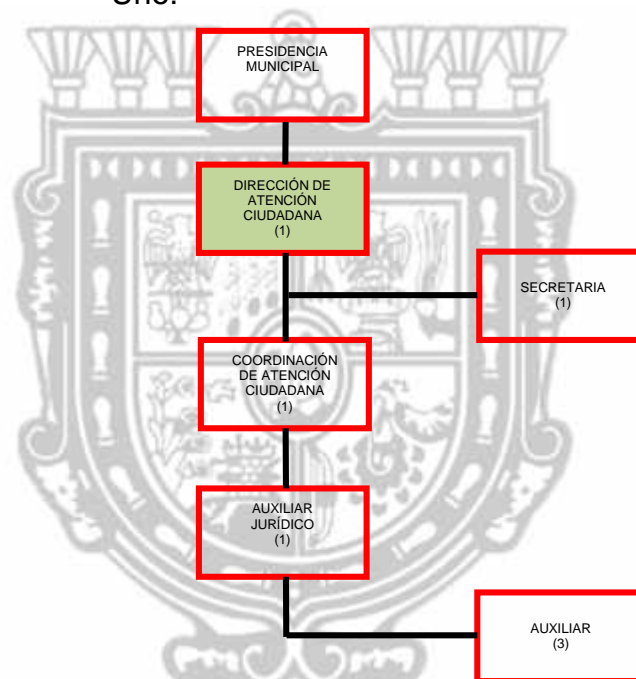 Uno.
PRESIDENCIA
MUNICIPAL
DIRECCIÓN DE
ATENCIÓN
CIUDADANA
(1)
SECRETARIA
(1)
COORDINACIÓN
DE ATENCIÓN
CIUDADANA
(1)
AUXILIAR
JURÍDICO
(1)
AUXILIAR
(3)